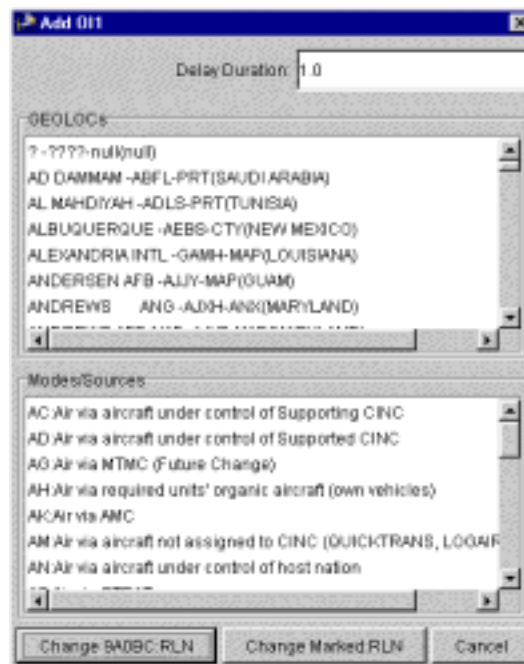 Add OI1
Delay Duration: 1.0
GEOLOCs
? -????-null(null)
AD DAMMAM -ABFL-PRT(SAUDI ARABIA)
AL MAHDIYAH -ADLS-PRT(TUNISIA)
ALBUQUERQUE -AEBS-CTY(NEW MEXICO)
ALEXANDRIA INTL -GAMH-MAP(LOUISIANA)
ANDERSEN AFB -AJJY-MAP(GUAM)
ANDREWS ANG -AJXH-ANX(MARYLAND)
Modes/Sources
AC:Air via aircraft under control of Supporting CINC
AD:Air via aircraft under control of Supported CINC
AG:Air via MTMC (Future Change)
AH:Air via required units' organic aircraft (own vehicles)
AK:Air via AMC
AM:Air via aircraft not assigned to CINC (QUICKTRANS, LOGAIR
AN:Air via aircraft under control of host nation
Change 9A0BC:RLN Change Marked:RLN Cancel